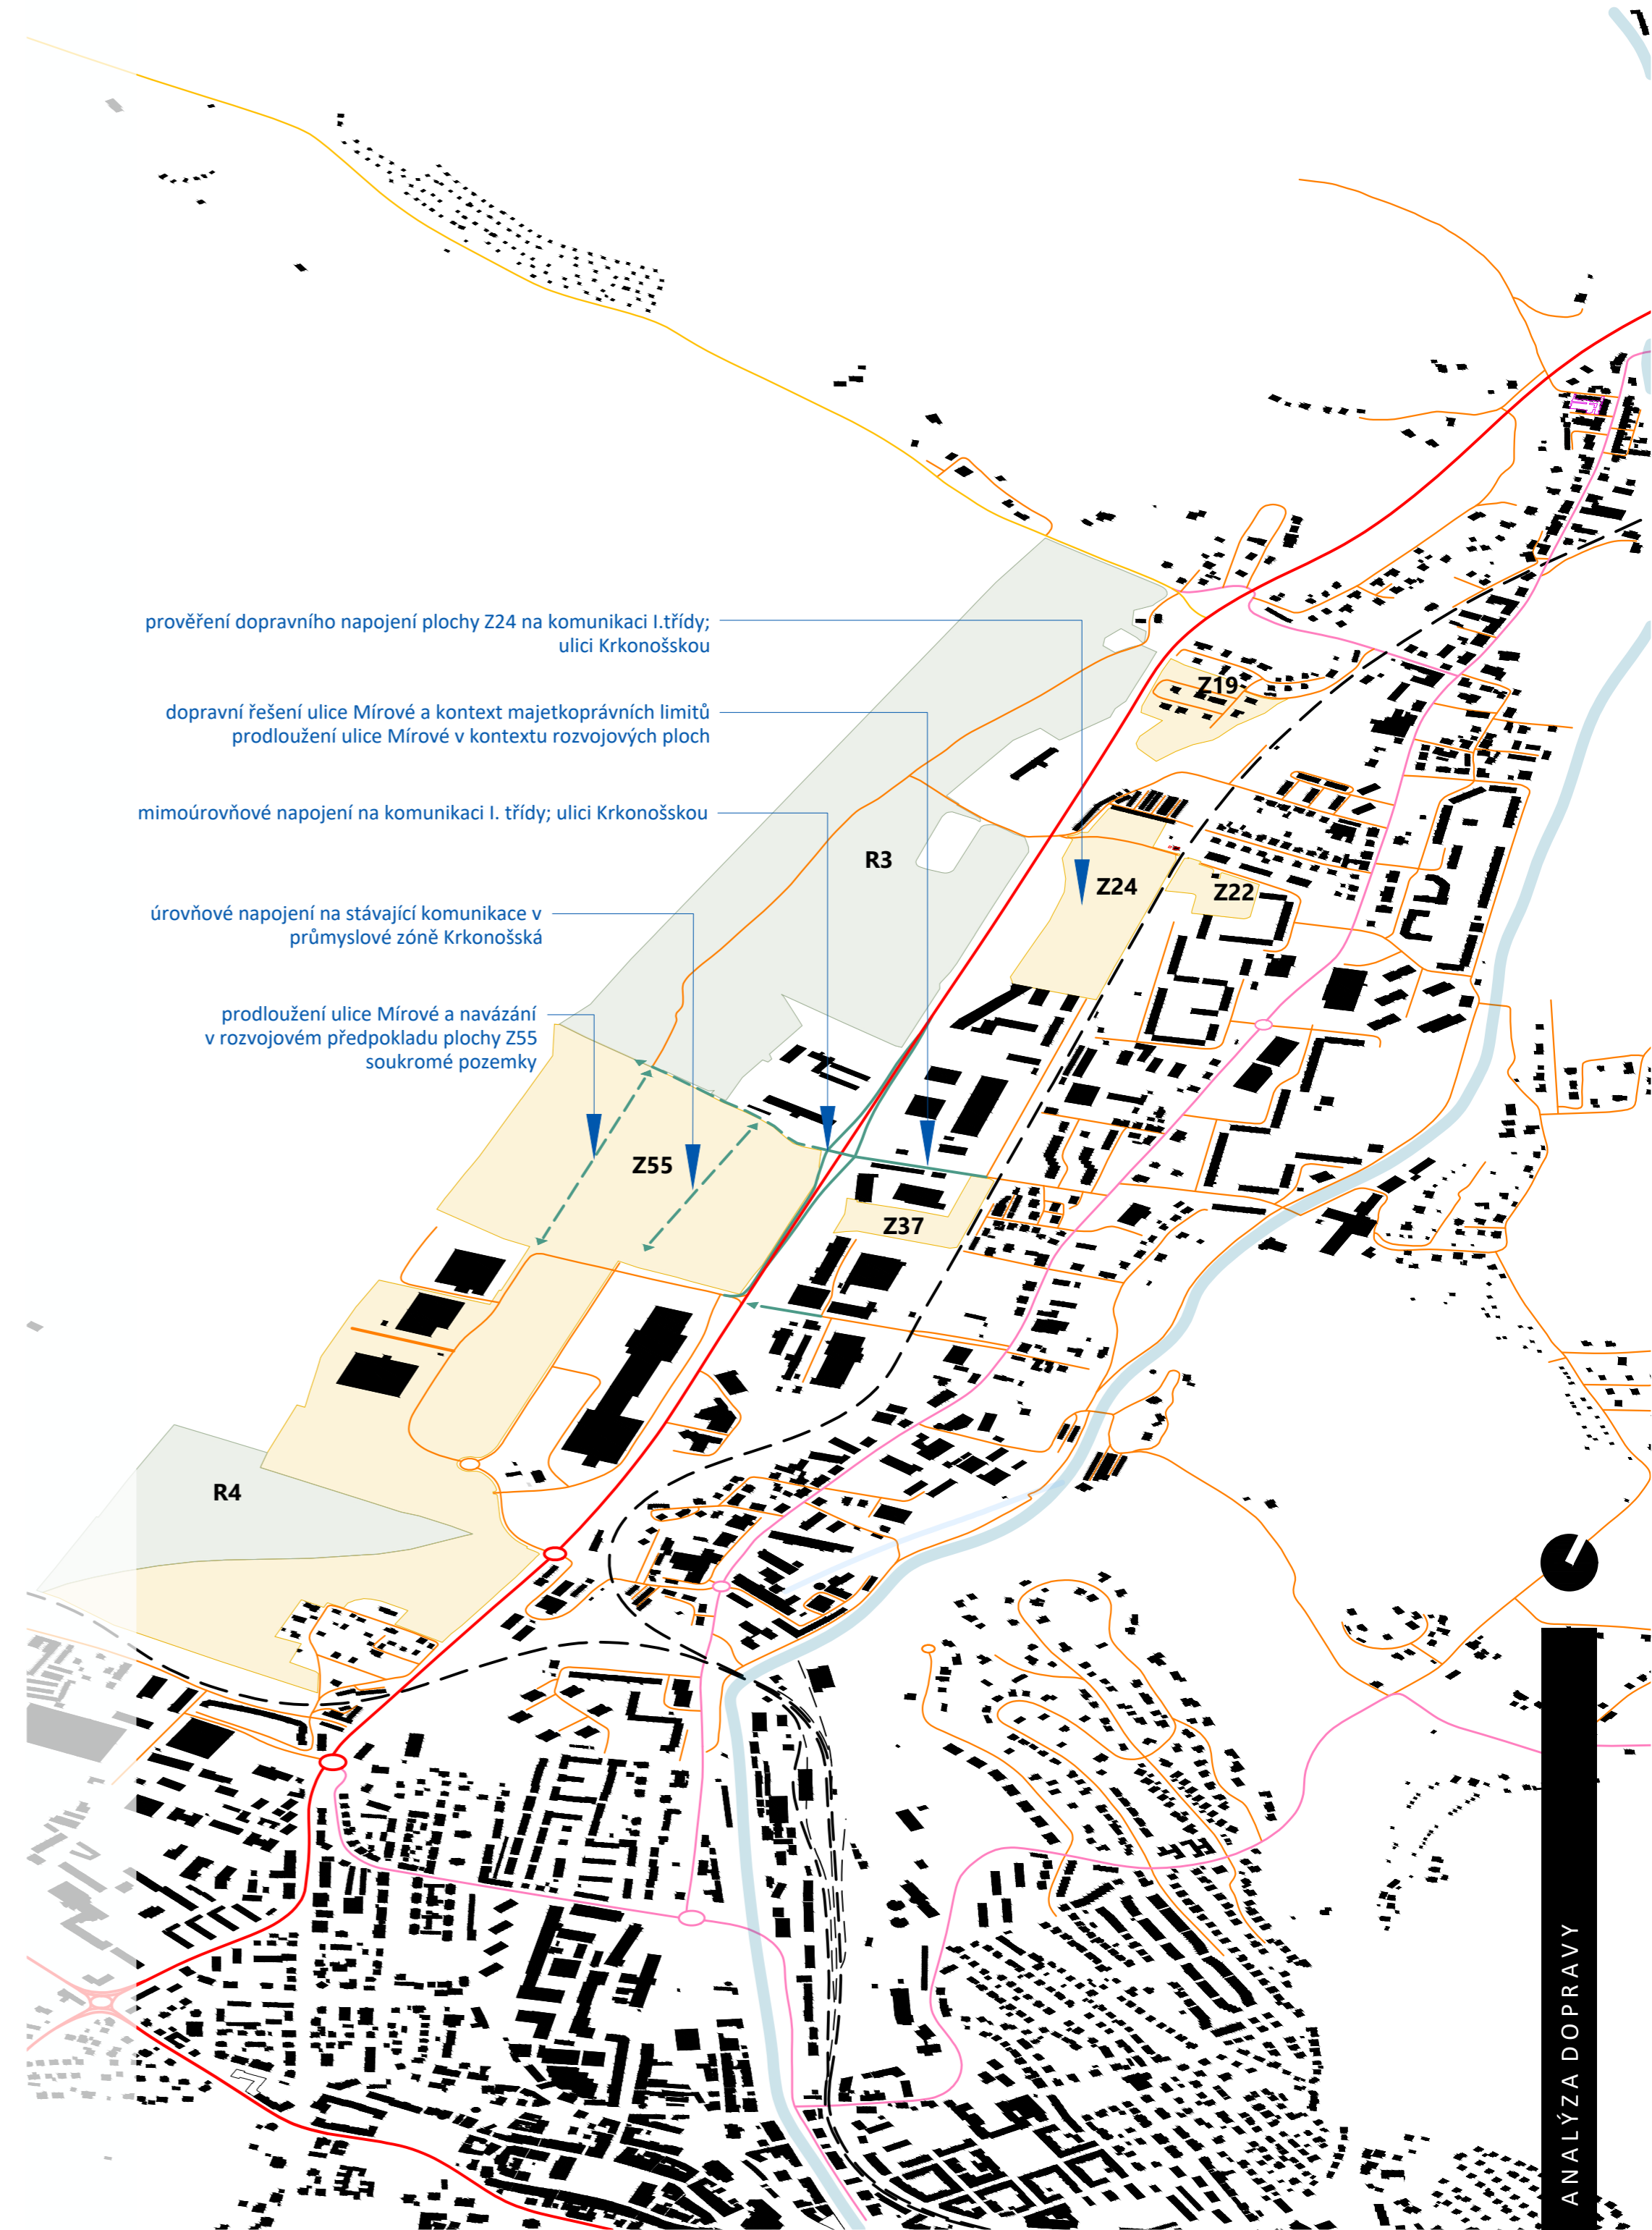 prověření dopravního napojení plochy Z24 na komunikaci I.třídy;
ulici Krkonošskou
Z19
dopravní řešení ulice Mírové a kontext majetkoprávních limitů
prodloužení ulice Mírové v kontextu rozvojových ploch
mimoúrovňové napojení na komunikaci I. třídy; ulici Krkonošskou
R3
Z24
Z22
úrovňové napojení na stávající komunikace v
průmyslové zóně Krkonošská
prodloužení ulice Mírové a navázání
v rozvojovém předpokladu plochy Z55
soukromé pozemky
Z55
Z37
R4
ANALÝZA DOPRAVY